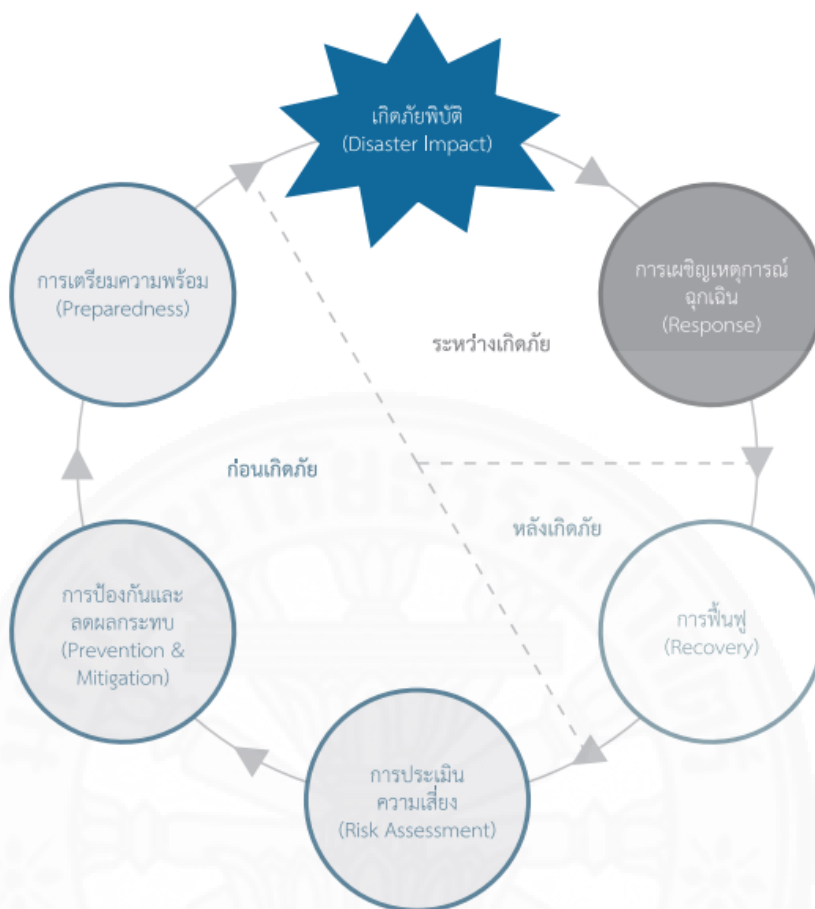 เกิดภัยพิบัติ
(Disaster Impact)
การเตรียมความพร้อม
(Preparedness)
การเผชิญเหตุการณ์
ฉุกเฉิน
(Response)
ระหว่างเกิดภัย
ก่อนเกิดภัย
หลังเกิดภัย
การป้องกันและ
ลดผลกระทบ
(Prevention &
Mitigation)
การฟื้นฟู
(Recovery)
การประเมิน
ความเสี่ยง
(Risk Assessment)